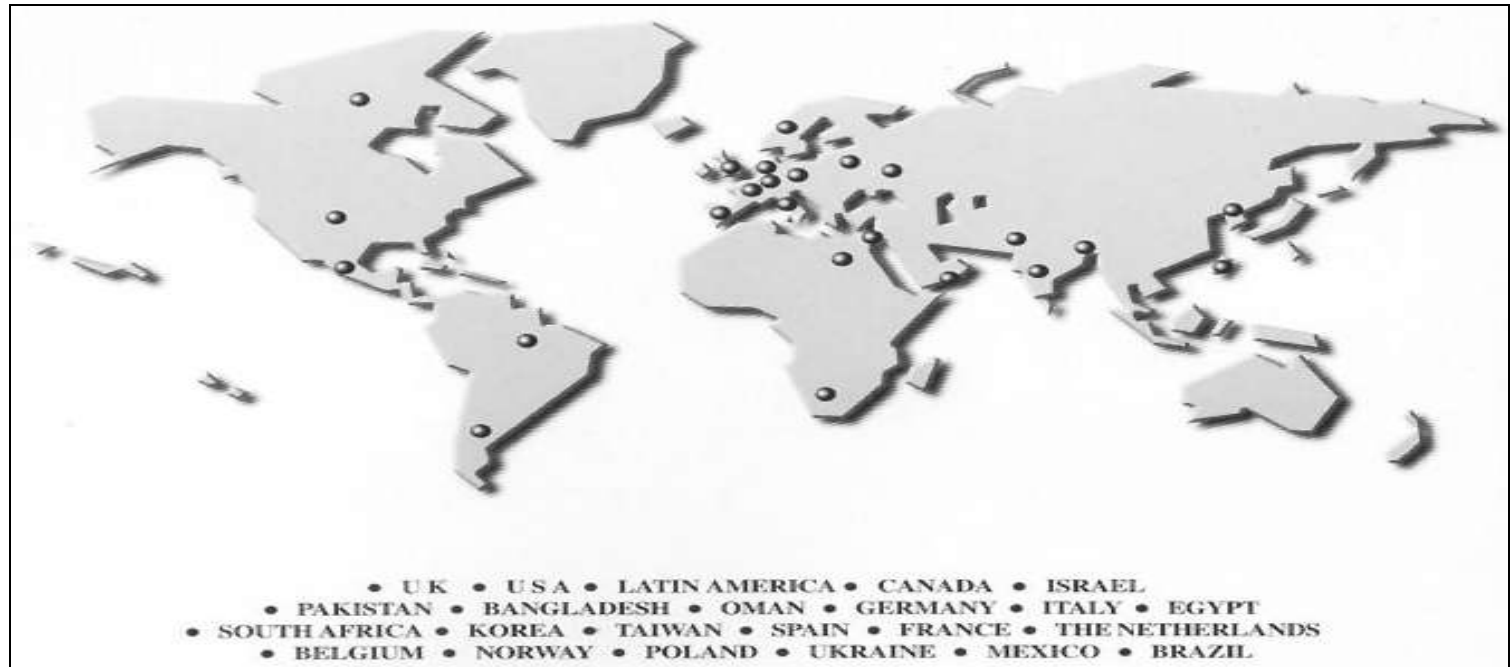 • U K • U S A • LATIN AMERICA • CANADA • ISRAEL
• PAKISTAN • BANGLADESH • OMAN • GERMANY • ITALY • EGYPT
• SOUTH AFRICA • KOREA • TAIWAN • SPAIN • FRANCE • THE NETHERLANDS
• BELGIUM • NORWAY • POLAND • UKRAINE • MEXICO • BRAZIL